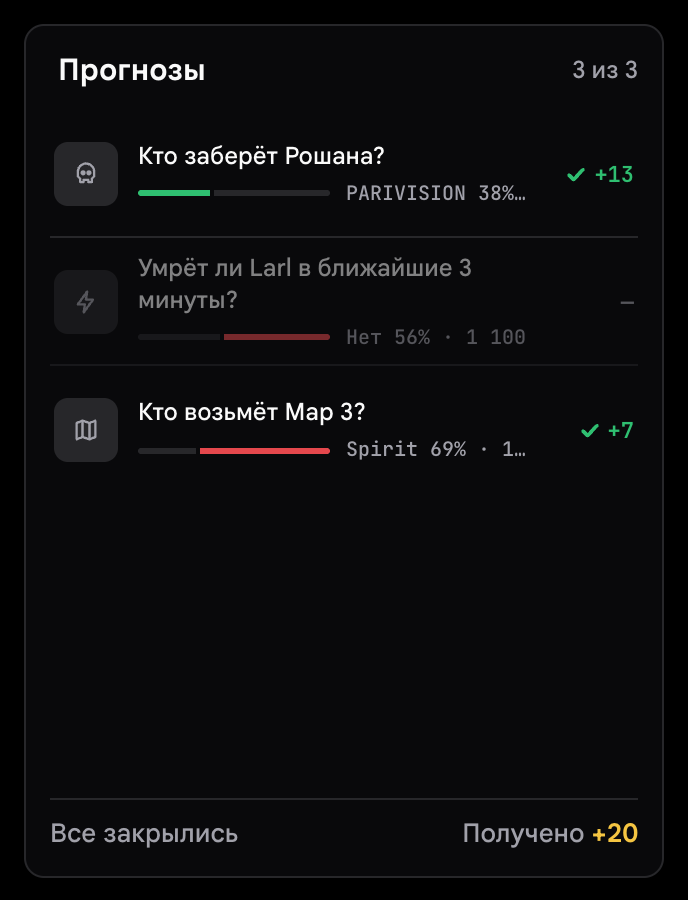 Прогнозы
3 из 3
Кто заберёт Рошана?
PARIVISION 38%…
+13
Умрёт ли Larl в ближайшие 3
минуты?
Нет 56% · 1 100
–
Кто возьмёт Map 3?
Spirit 69% · 1…
+7
Все закрылись
Получено +20